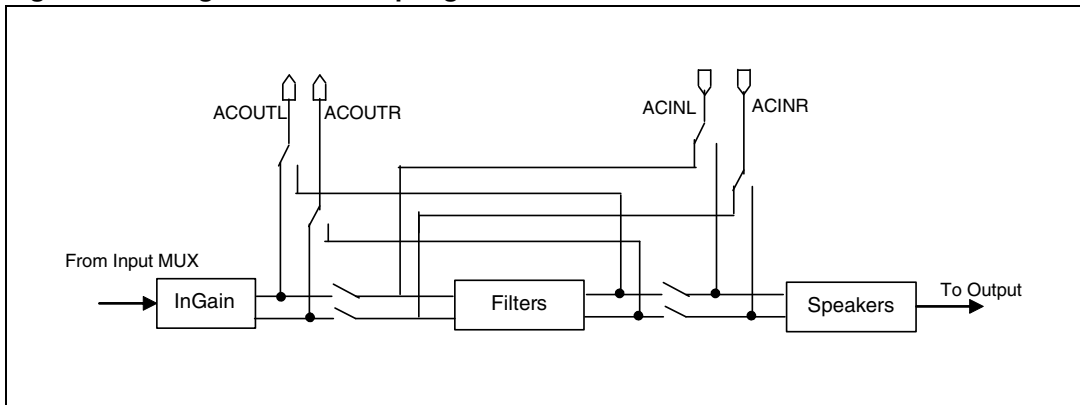 ACOUTL ACOUTR
ACINL ACINR
From Input MUX
InGain
Filters
Speakers
To Output